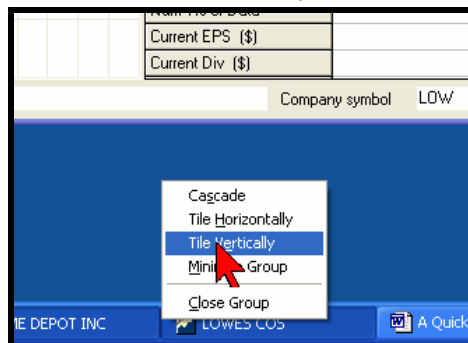 Current EPS ($)
Current Div ($)
Company symbol LOW
Cascade
Tile Horizontally
Tile Vertically
Group
Close Group
ME DEPOT INC LOWES COS A Quick